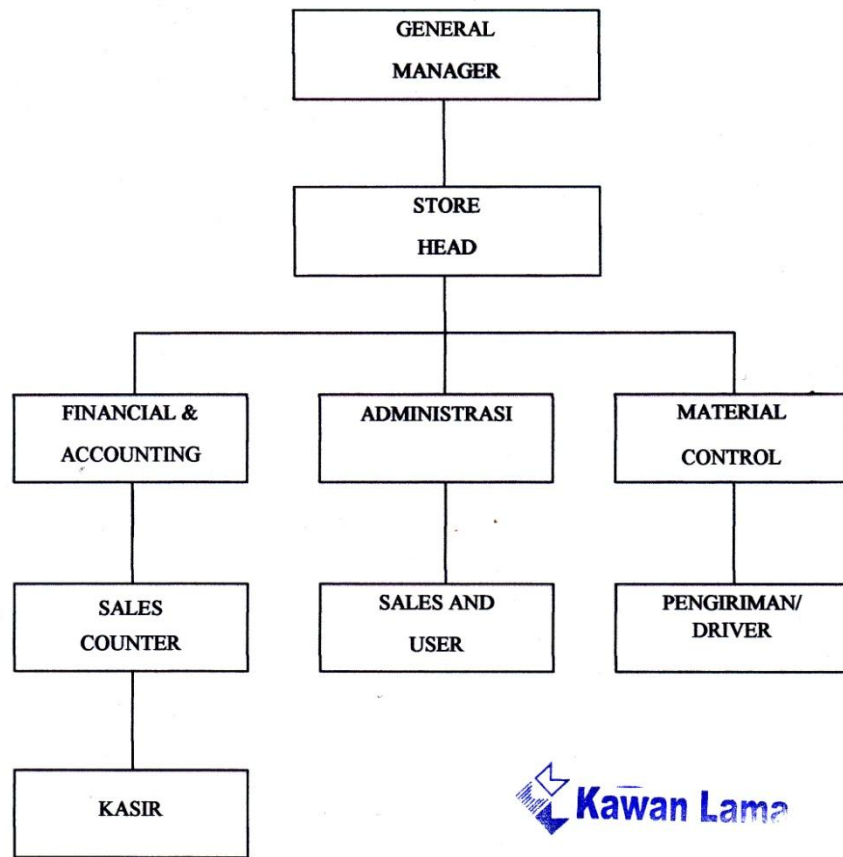 GENERAL
MANAGER
STORE
HEAD
FINANCIAL &
ACCOUNTING
ADMINISTRASI
MATERIAL
CONTROL
SALES
COUNTER
SALES AND
USER
PENGIRIMAN/
DRIVER
KASIR
Kawan Lama